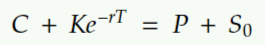 C + Ke^{-rT} = P + S_0